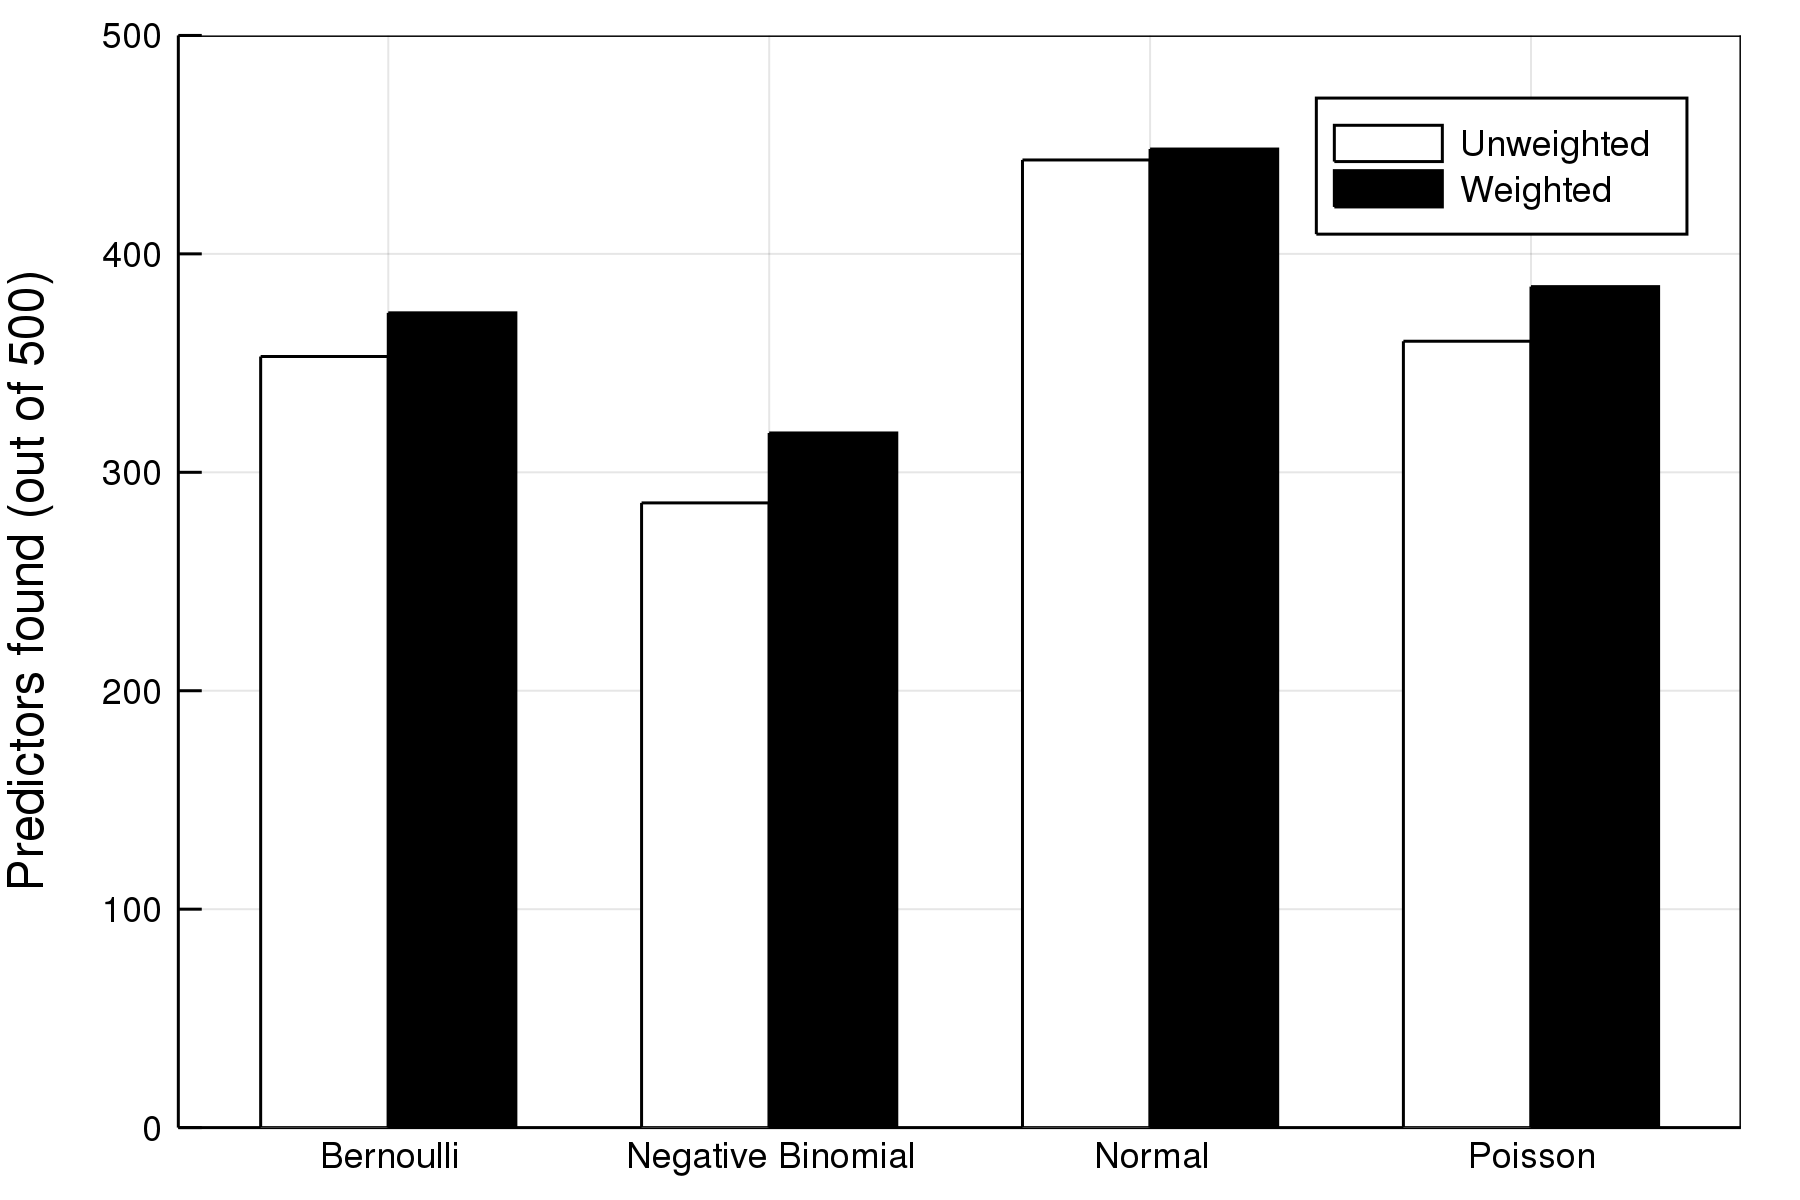 Predictors found (out of 500)
500
400
300
200
100
0
Unweighted
Weighted
Bernoulli
Negative Binomial
Normal
Poisson